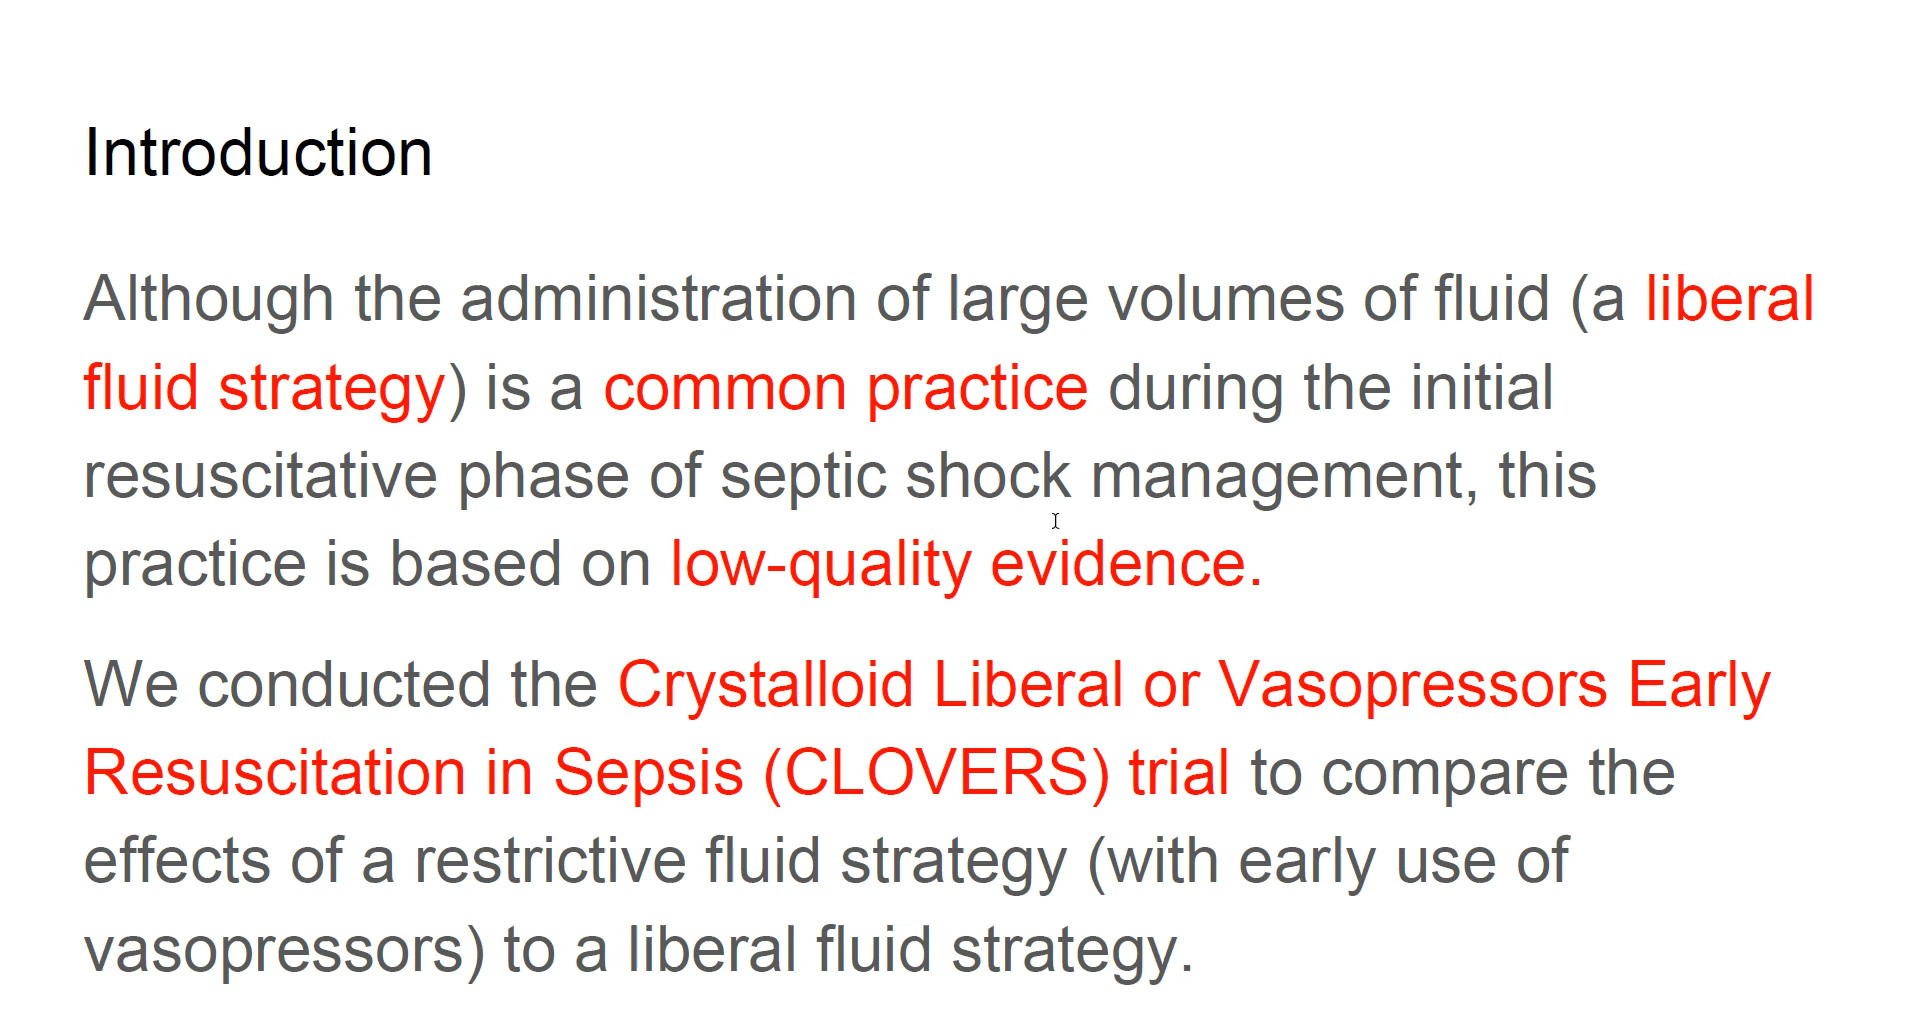 Introduction
Although the administration of large volumes of fluid (a liberal
fluid strategy) is a common practice during the initial
resuscitative phase of septic shock management, this
practice is based on low-quality evidence.
We conducted the Crystalloid Liberal or Vasopressors Early
Resuscitation in Sepsis (CLOVERS) trial to compare the
effects of a restrictive fluid strategy (with early use of
vasopressors) to a liberal fluid strategy.